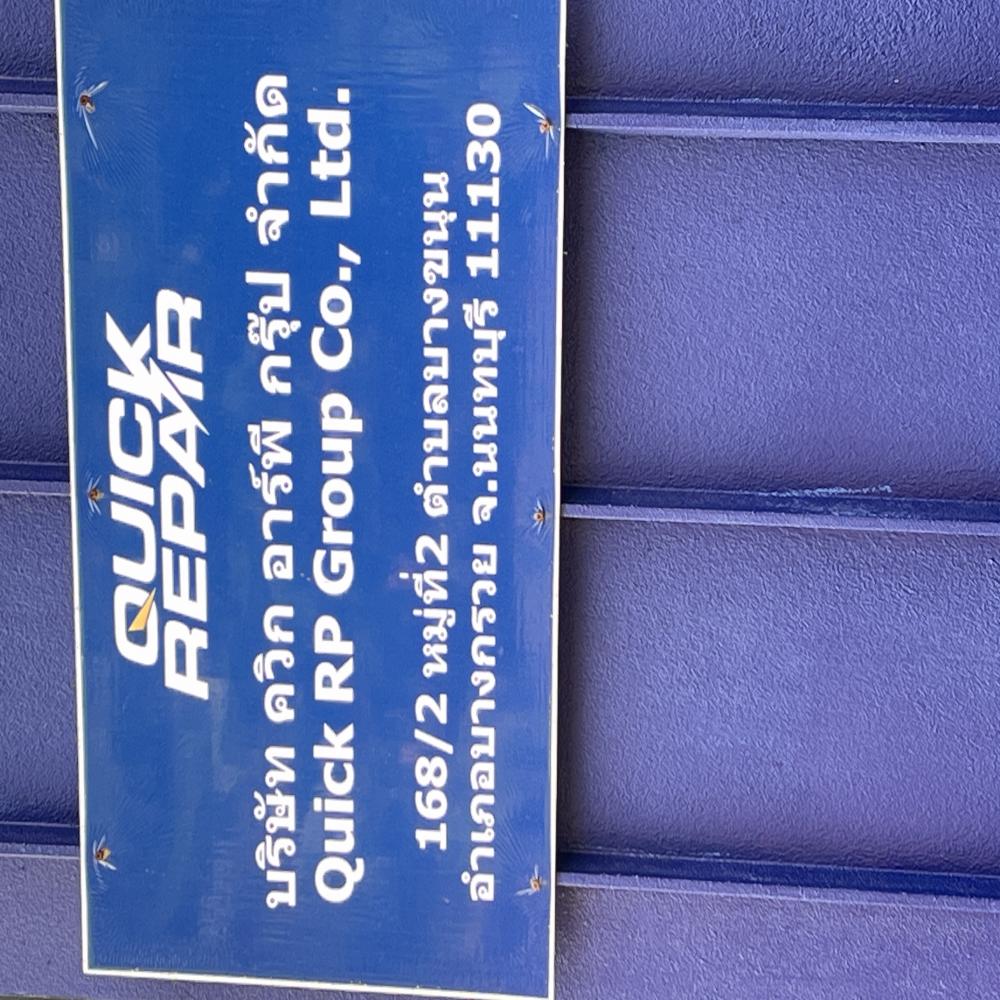 QUICK
REPAIR
บริษัท ควิก อาร์พี กรุ๊ป จำกัด
Quick RP Group Co., Ltd.
168/2 หมู่ที่2 ตำบลบางขนุน
อำเภอบางกรวย จ.นนทบุรี 11130